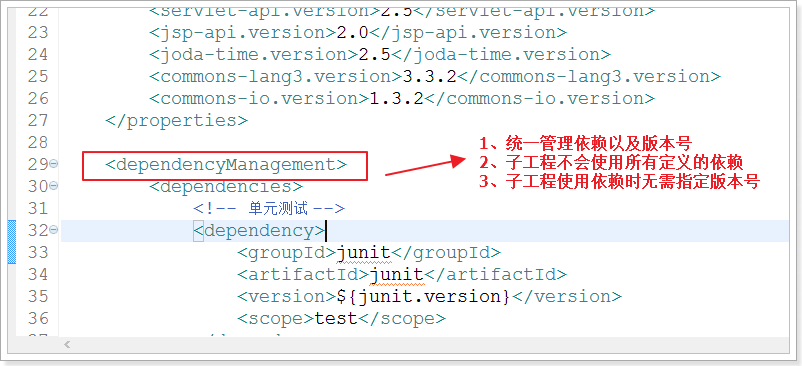 22 <servlet-api.version>2.5</servlet-api.version>
23 <jsp-api.version>2.0</jsp-api.version>
24 <joda-time.version>2.5</joda-time.version>
25 <commons-lang3.version>3.3.2</commons-lang3.version>
26 <commons-io.version>1.3.2</commons-io.version>
27 </properties>
28
29 <dependencyManagement>
30 <dependencies>
31 <!-- 单元测试 -->
32 <dependency>
33 <groupId>junit</groupId>
34 <artifactId>junit</artifactId>
35 <version>${junit.version}</version>
36 <scope>test</scope>
1、统一管理依赖以及版本号
2、子工程不会使用所有定义的依赖
3、子工程使用依赖时无需指定版本号